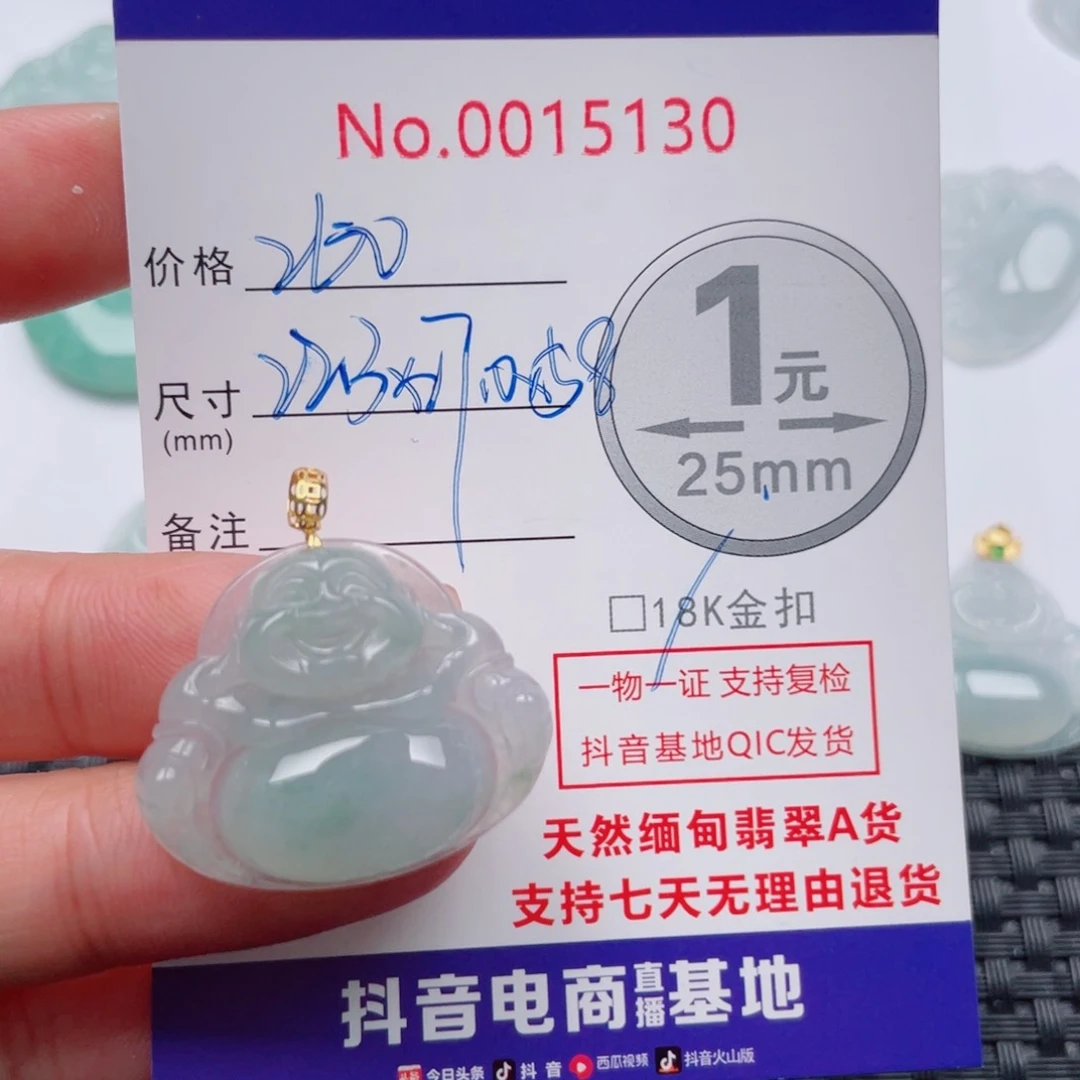 No.0015130
价格
1元
尺寸
(mm)
25mm
备注
□18K金扣
一物一证 支持复检
抖音基地QIC发货
天然缅甸翡翠A货
支持七天无理由退货
抖音电商直播基地
今日头条 抖音 西瓜视频 抖音火山版